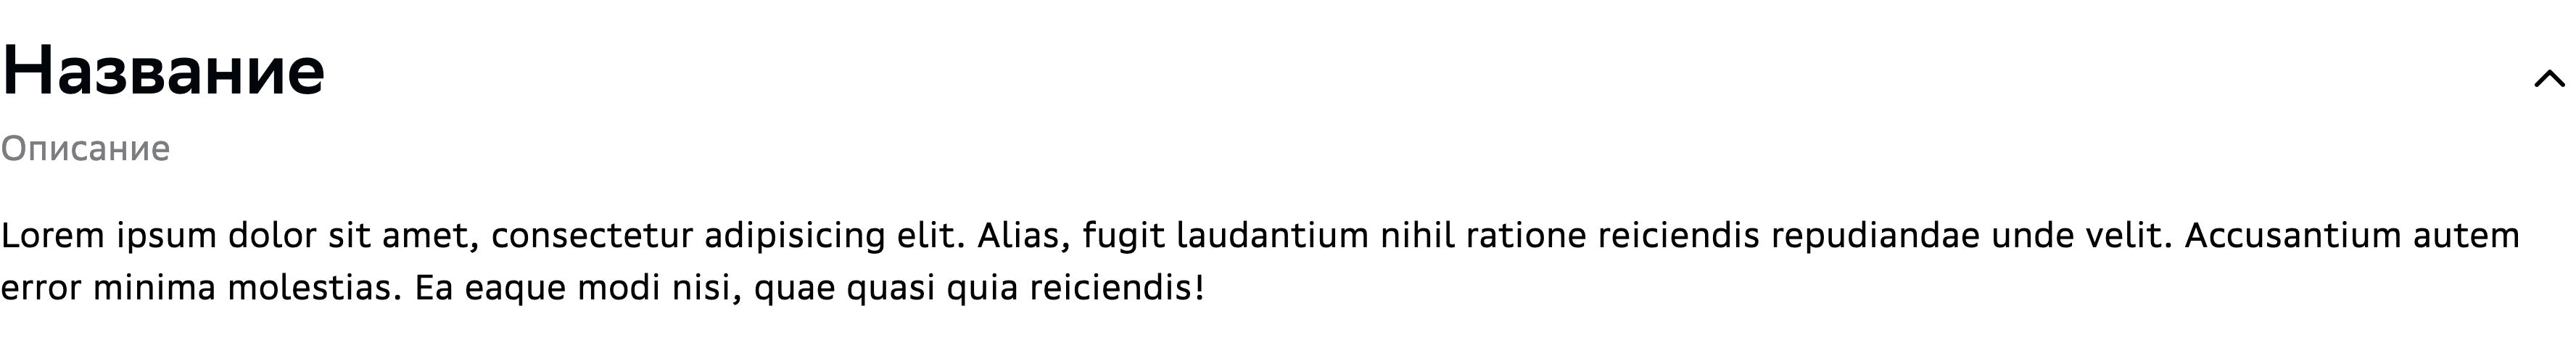 Название
Описание
Lorem ipsum dolor sit amet, consectetur adipisicing elit. Alias, fugit laudantium nihil ratione reiciendis repudiandae unde velit. Accusantium autem
error minima molestias. Ea eaque modi nisi, quae quasi quia reiciendis!